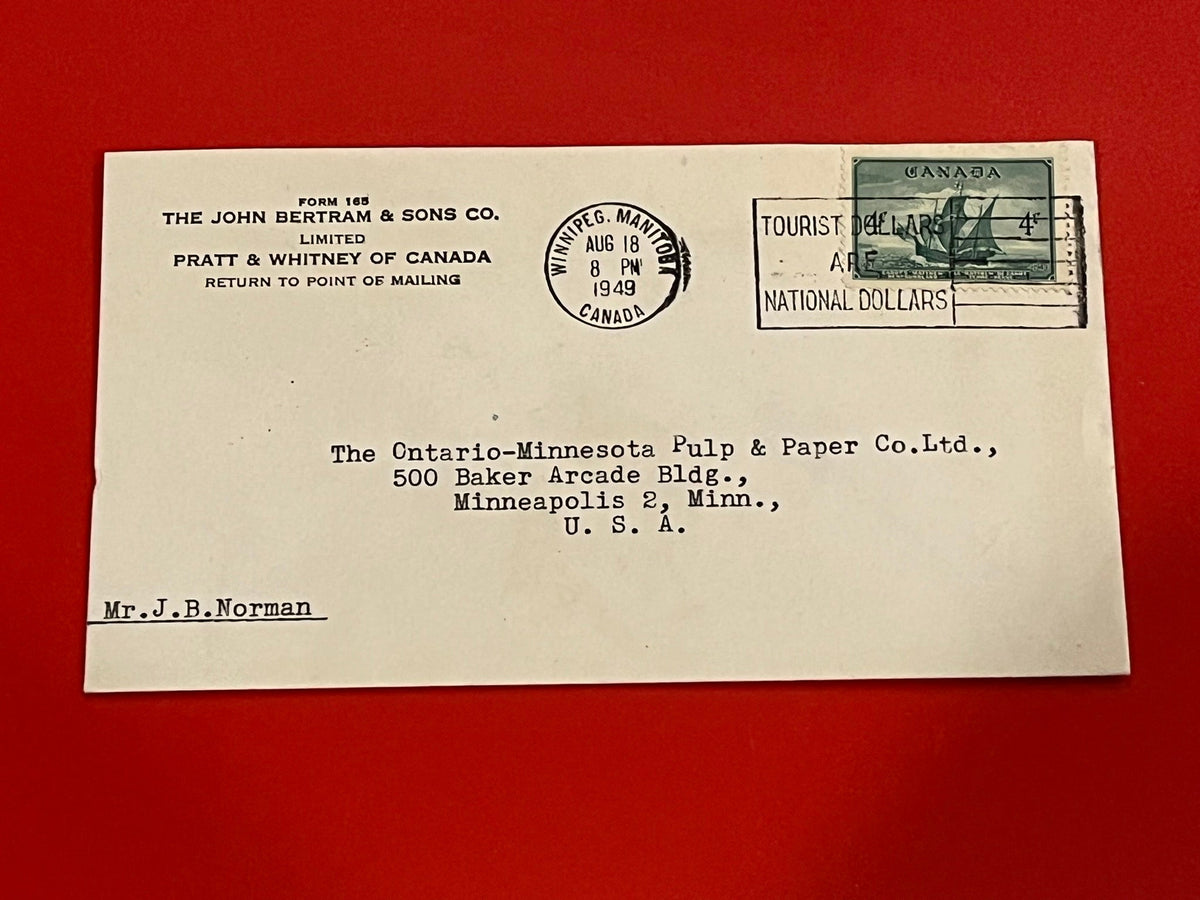 FORM 165
THE JOHN BERTRAM & SONS CO.
LIMITED
PRATT & WHITNEY OF CANADA
RETURN TO POINT OF MAILING
WINNIPEG. MANITOBA
AUG 18
8 PM
1949
CANADA
TOURIST DOLLARS
ARE
NATIONAL DOLLARS
CANADA
4¢ 4¢
The Ontario-Minnesota Pulp & Paper Co.Ltd.,
500 Baker Arcade Bldg.,
Minneapolis 2, Minn.,
U. S. A.
Mr.J.B.Norman